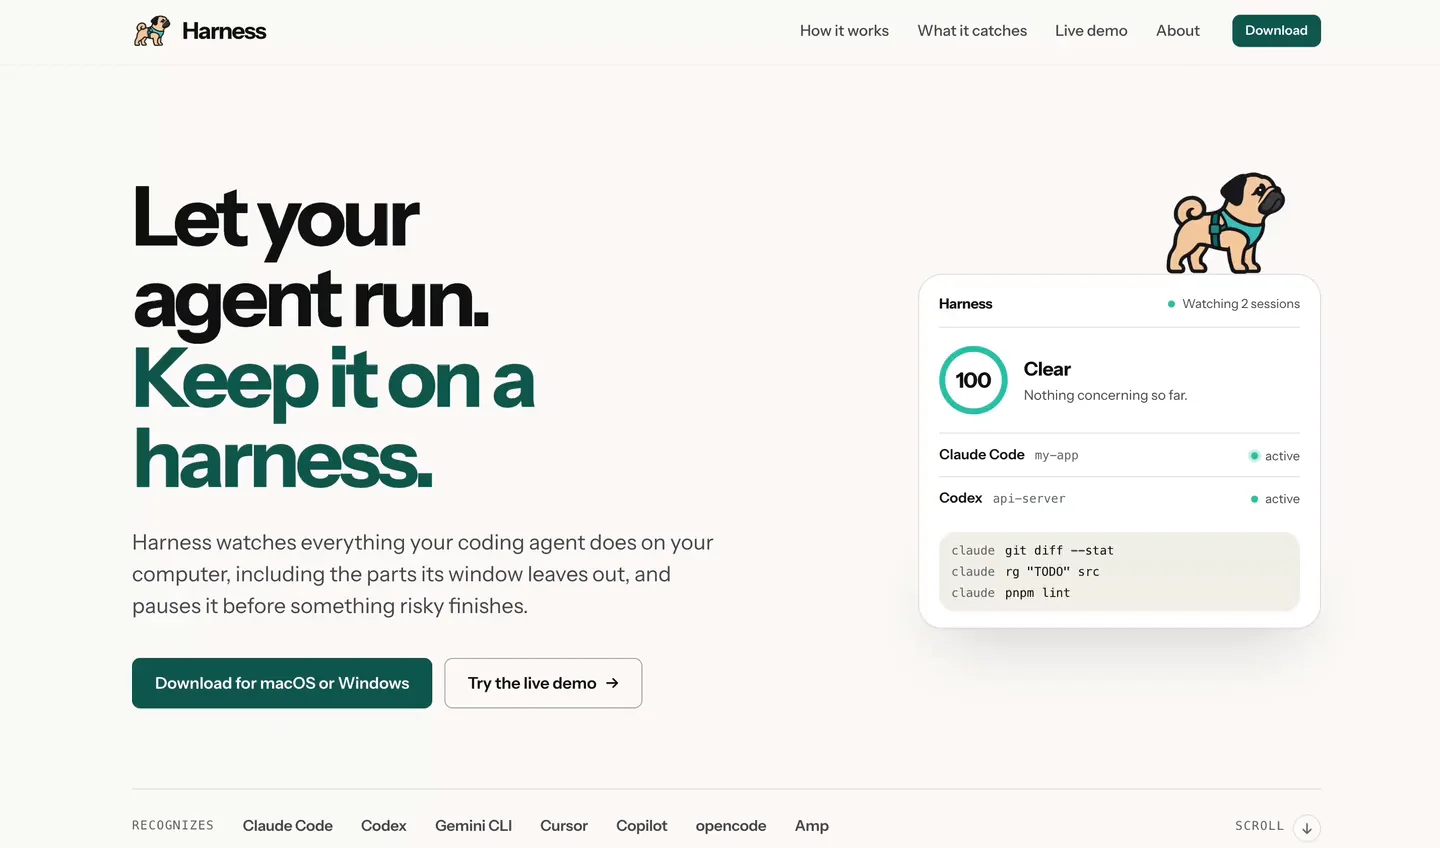 Harness
How it works
What it catches
Live demo
About
Download
Let your
agent run.
Keep it on a
harness.
Harness watches everything your coding agent does on your
computer, including the parts its window leaves out, and
pauses it before something risky finishes.
Download for macOS or Windows
Try the live demo →
Harness
Watching 2 sessions
100
Clear
Nothing concerning so far.
Claude Code my-app
active
Codex api-server
active
claude git diff --stat
claude rg "TODO" src
claude pnpm lint
RECOGNIZES Claude Code Codex Gemini CLI Cursor Copilot opencode Amp
SCROLL ↓